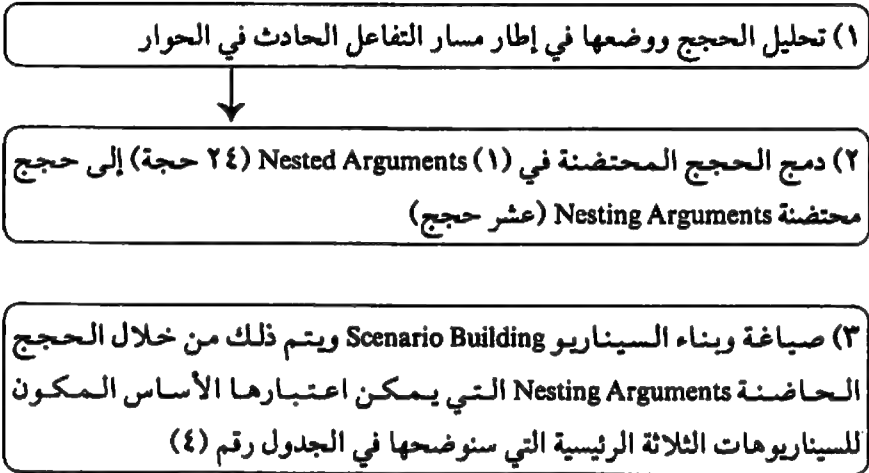 ١) تحليل الحجج ووضعها في إطار مسار التفاعل الحادث في الحوار
٢) دمج الحجج المحتضنة في (١) Nested Arguments (٢٤ حجة) إلى حجج
محتضنة Nesting Arguments (عشر حجج)
٣) صياغة وبناء السيناريو Scenario Building ويتم ذلك من خلال الحجج
الحاضنة Nesting Arguments التي يمكن اعتبارها الأساس المكون
للسيناريوهات الثلاثة الرئيسية التي سنوضحها في الجدول رقم (٤)